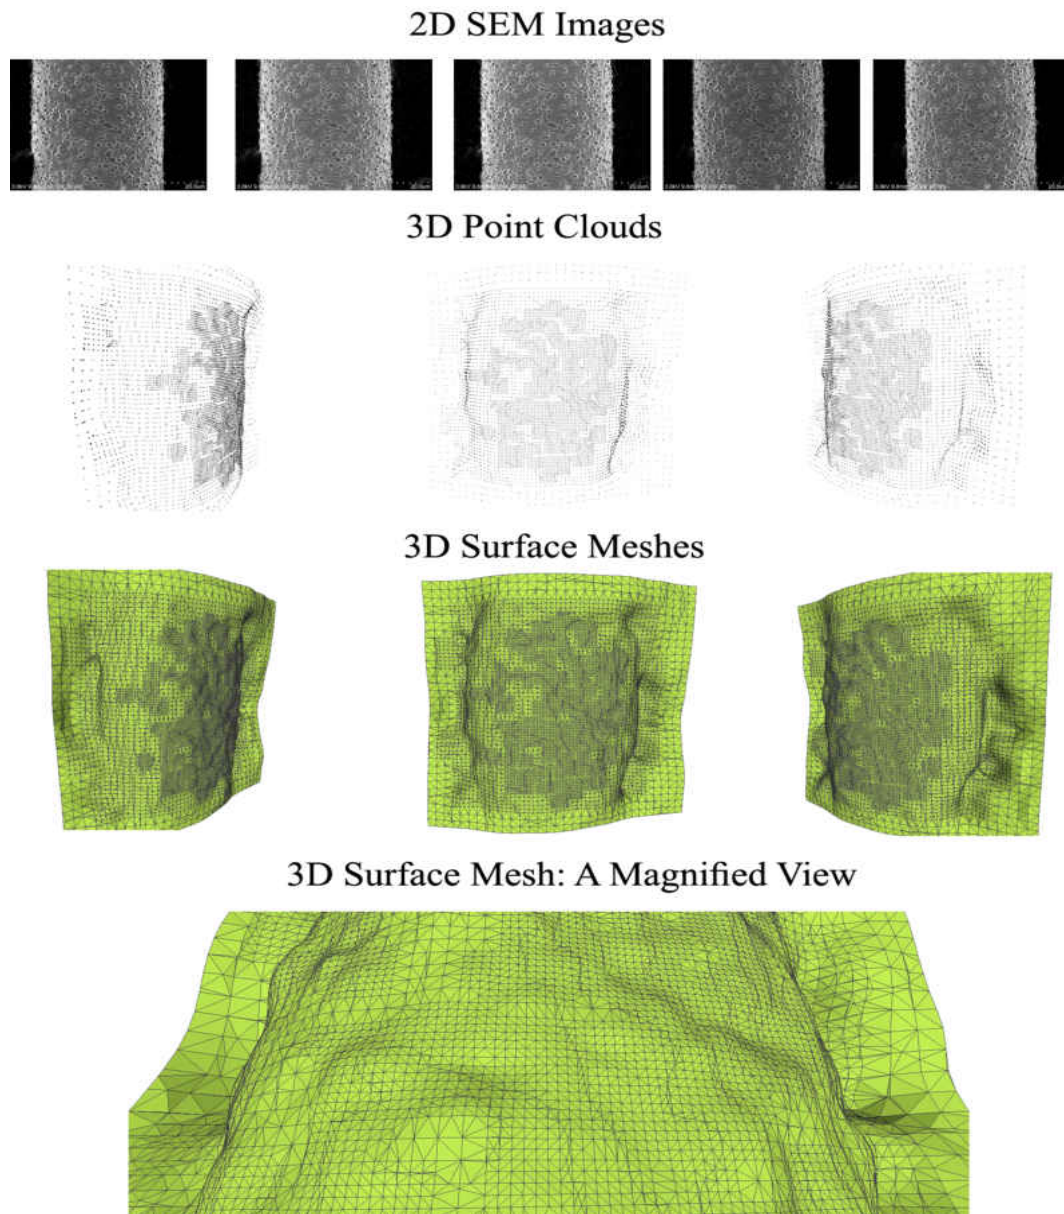 2D SEM Images
3D Point Clouds
3D Surface Meshes
3D Surface Mesh: A Magnified View